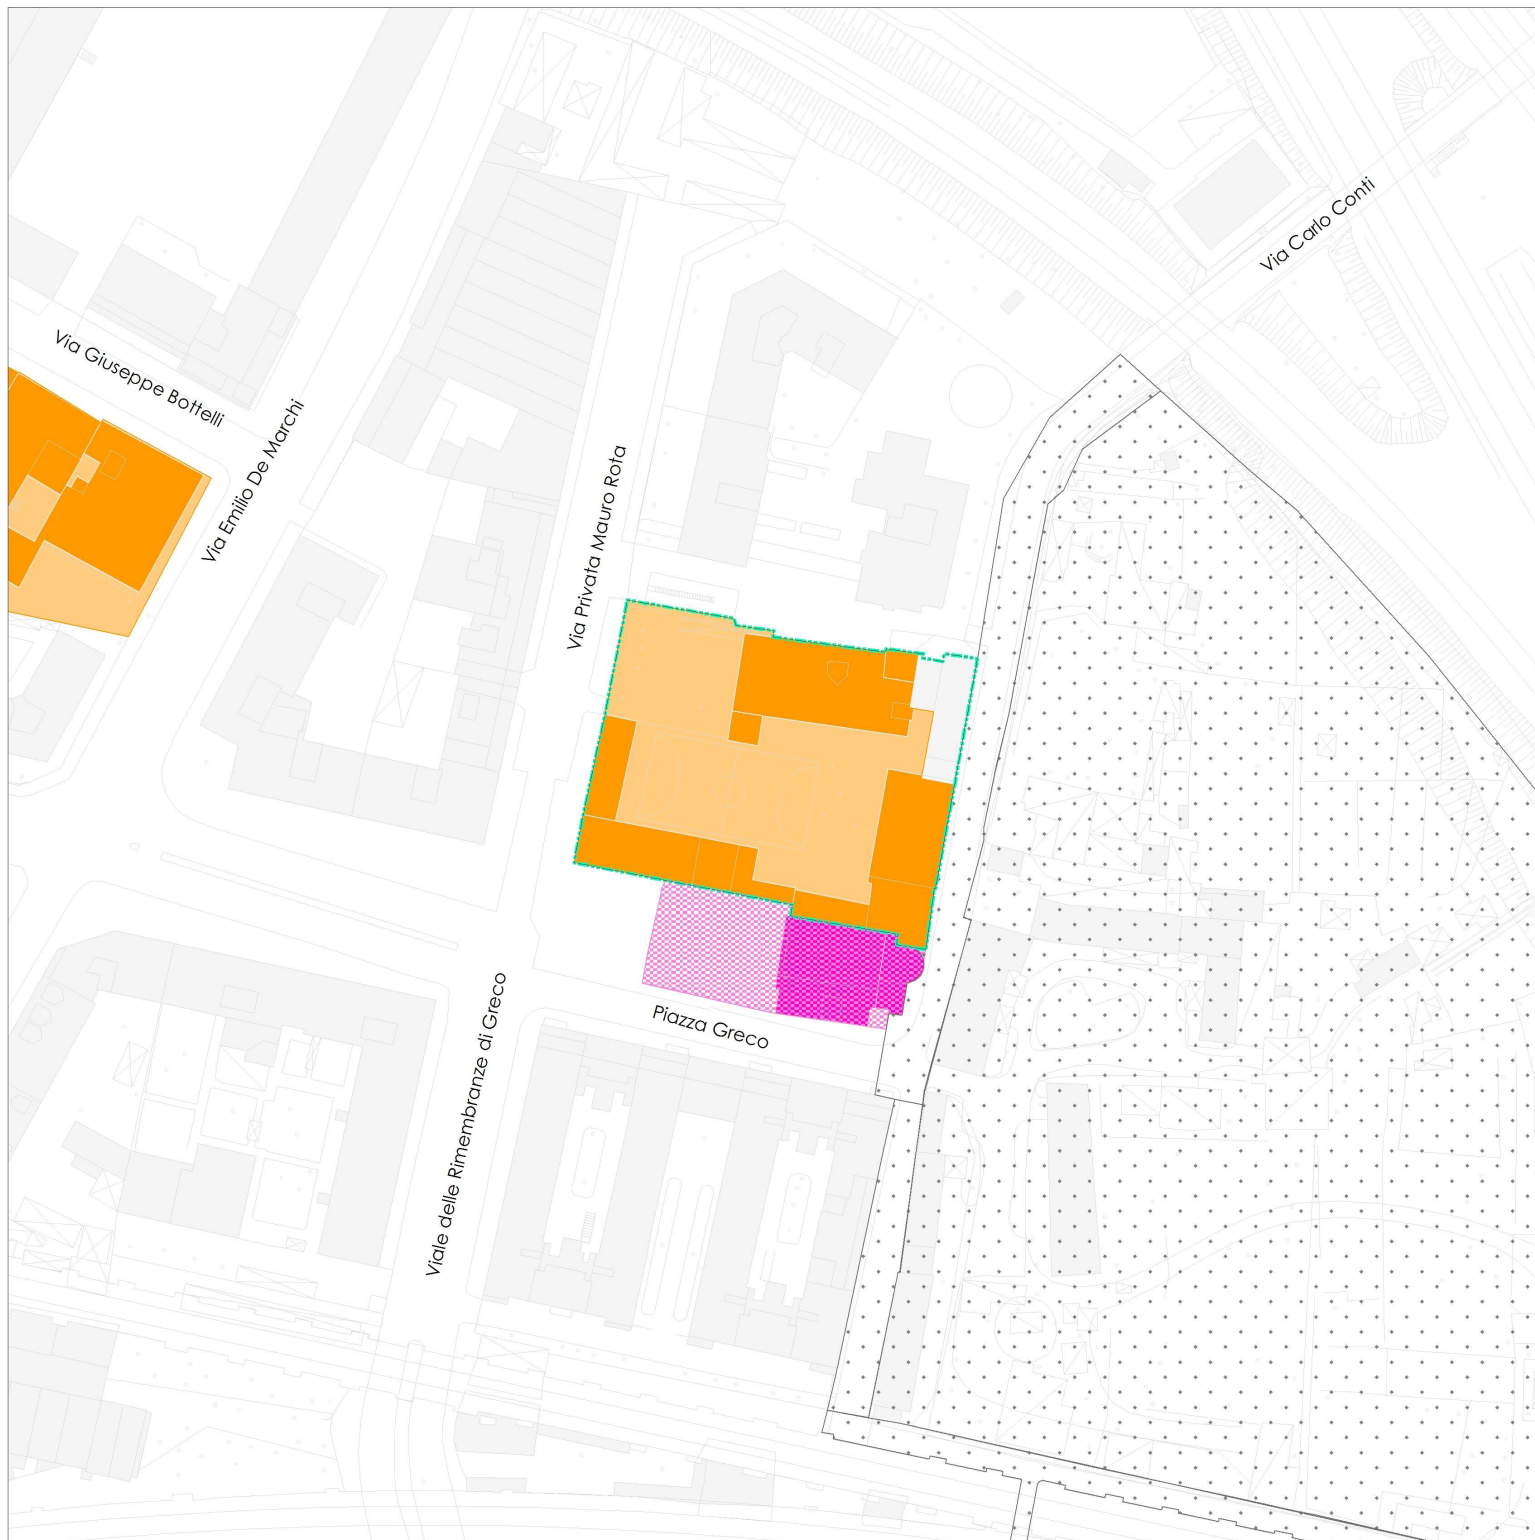 Via Carlo Conti
Via Giuseppe Bottelli
Via Emilio De Marchi
Via Privata Mauro Rota
Piazza Greco
Viale delle Rimembranze di Greco